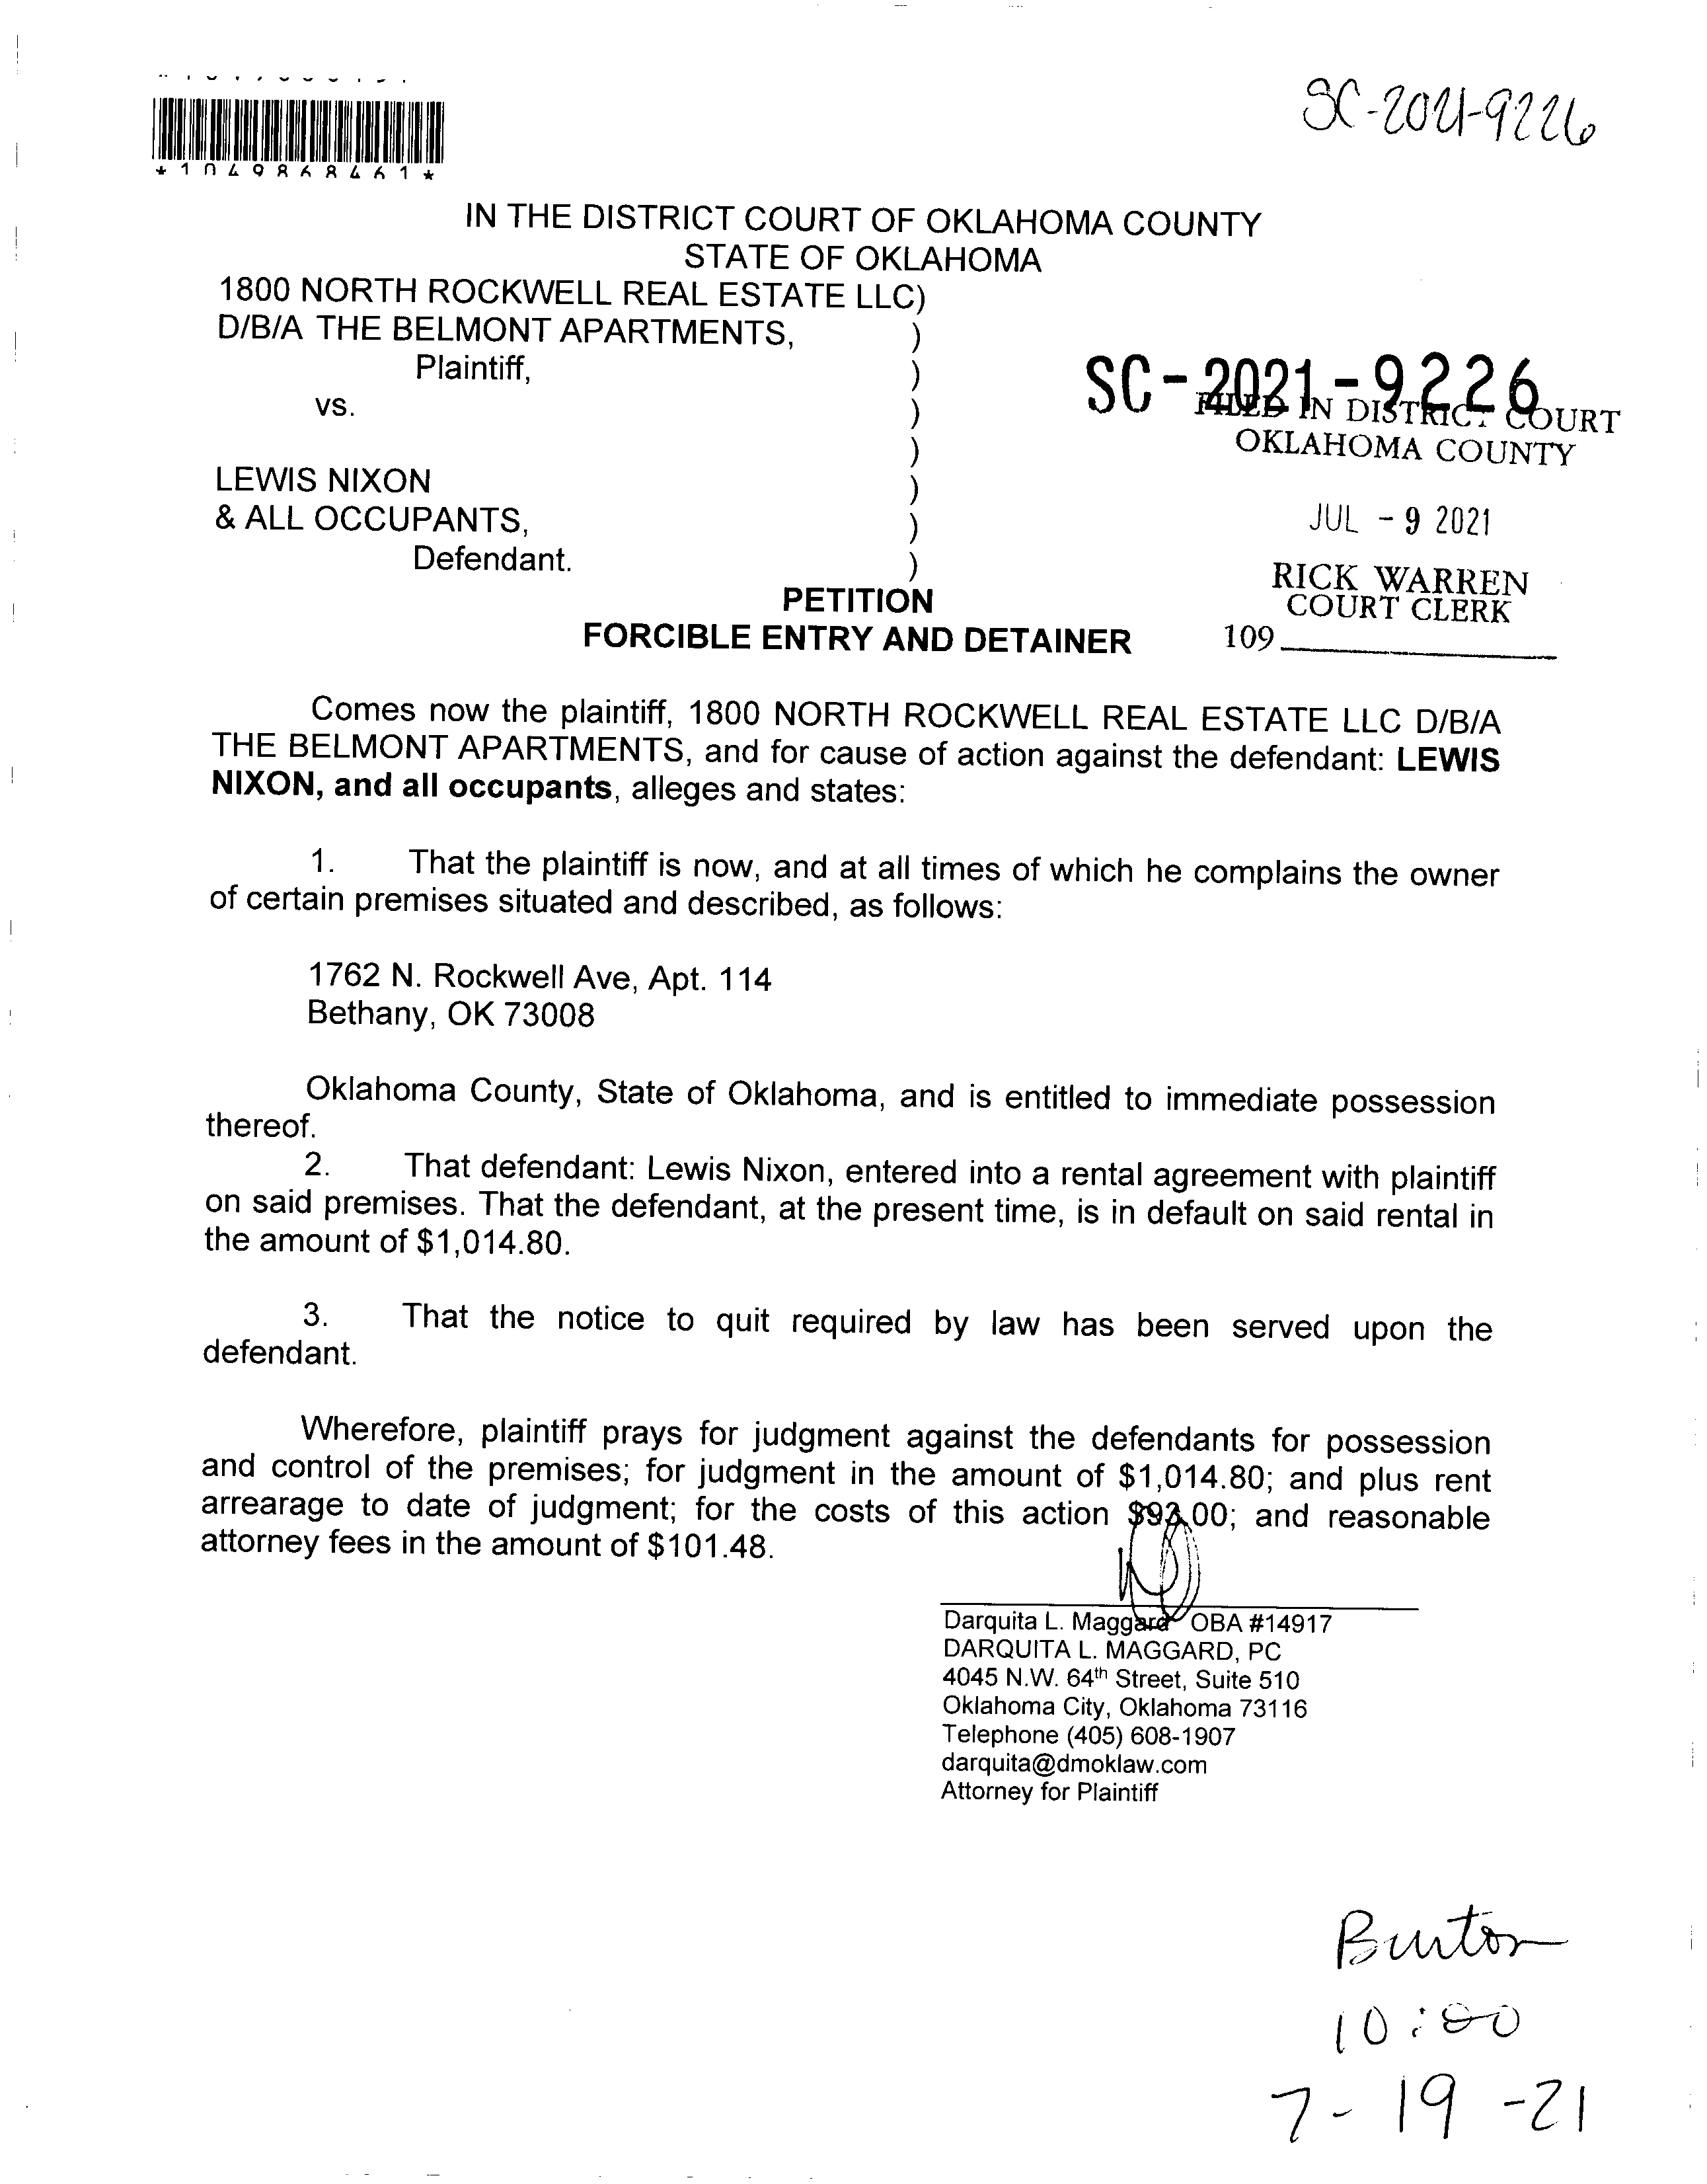 SC-2021-9226
*1049868461*
IN THE DISTRICT COURT OF OKLAHOMA COUNTY
STATE OF OKLAHOMA
1800 NORTH ROCKWELL REAL ESTATE LLC)
D/B/A THE BELMONT APARTMENTS, )
Plaintiff, )
vs. )
)
LEWIS NIXON )
& ALL OCCUPANTS, )
Defendant. )
SC-2021-9226
FILED IN DISTRICT COURT
OKLAHOMA COUNTY
JUL - 9 2021
RICK WARREN
COURT CLERK
109
PETITION
FORCIBLE ENTRY AND DETAINER
Comes now the plaintiff, 1800 NORTH ROCKWELL REAL ESTATE LLC D/B/A
THE BELMONT APARTMENTS, and for cause of action against the defendant: LEWIS
NIXON, and all occupants, alleges and states:
1. That the plaintiff is now, and at all times of which he complains the owner
of certain premises situated and described, as follows:
1762 N. Rockwell Ave, Apt. 114
Bethany, OK 73008
Oklahoma County, State of Oklahoma, and is entitled to immediate possession
thereof.
2. That defendant: Lewis Nixon, entered into a rental agreement with plaintiff
on said premises. That the defendant, at the present time, is in default on said rental in
the amount of $1,014.80.
3. That the notice to quit required by law has been served upon the
defendant.
Wherefore, plaintiff prays for judgment against the defendants for possession
and control of the premises; for judgment in the amount of $1,014.80; and plus rent
arrearage to date of judgment; for the costs of this action and reasonable
attorney fees in the amount of $101.48.
Darquita L. Maggard OBA #14917
DARQUITA L. MAGGARD, PC
4045 N.W. 64th Street, Suite 510
Oklahoma City, Oklahoma 73116
Telephone (405) 608-1907
darquita@dmoklaw.com
Attorney for Plaintiff
Burton
10:00
7-19-21